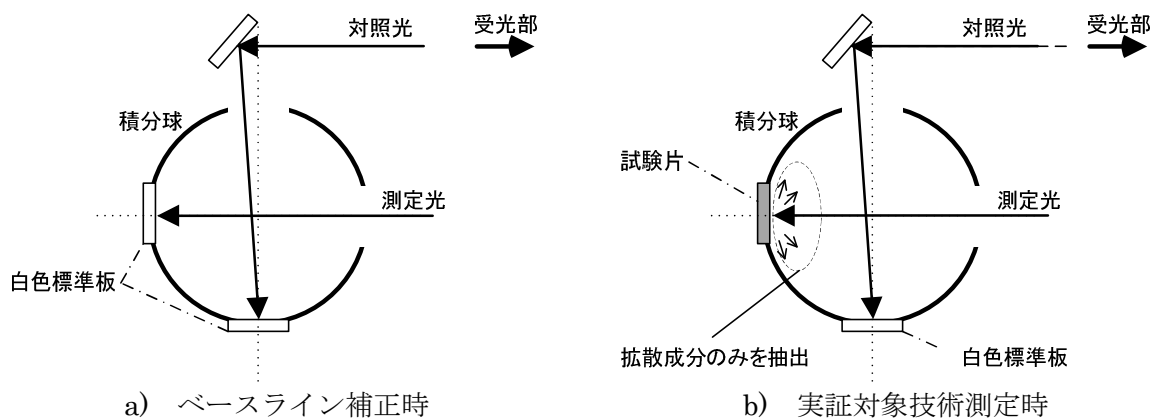 対照光
受光部
積分球
測定光
白色標準板
a) ベースライン補正時
対照光
受光部
積分球
試験片
測定光
拡散成分のみを抽出
白色標準板
b) 実証対象技術測定時